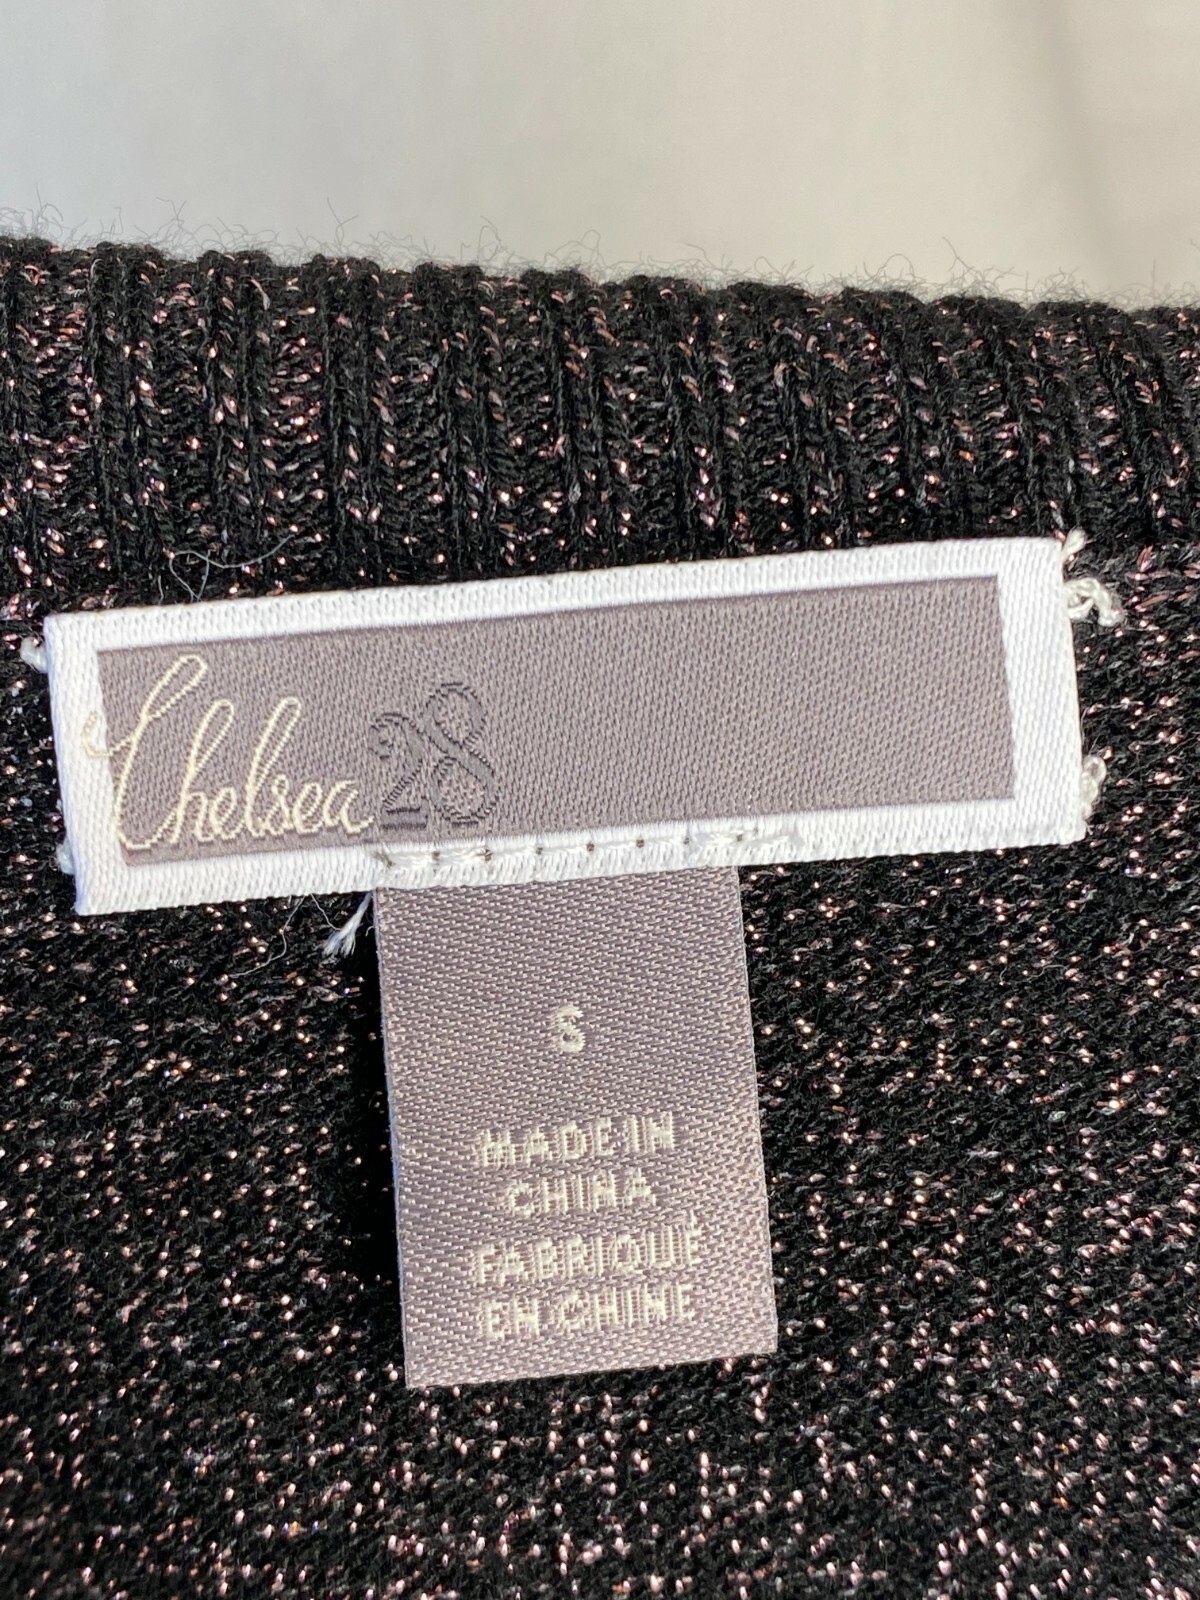 Chelsea28
S
MADE IN
CHINA
FABRIQUÉ
EN CHINE